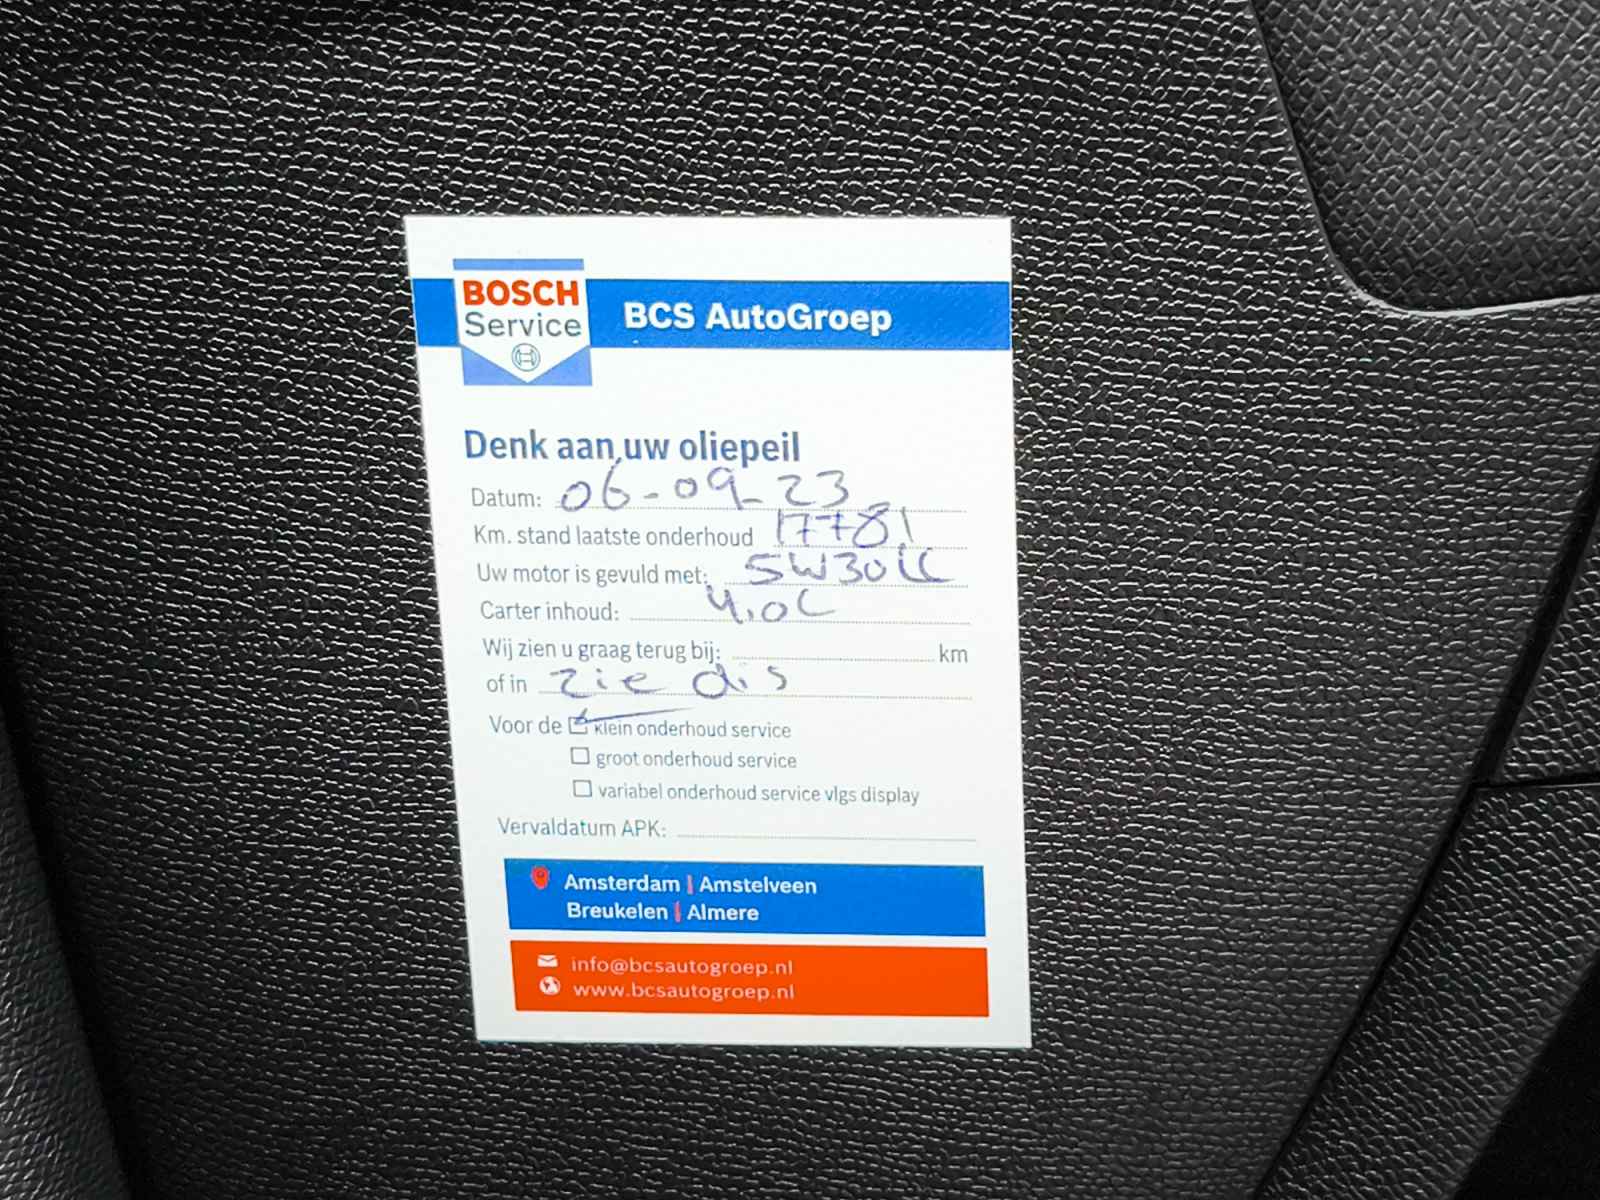 BOSCH
Service
BCS AutoGroep
Denk aan uw oliepeil
Datum: 06-09-23
Km. stand laatste onderhoud 17781
Uw motor is gevuld met: 5W30
Carter inhoud: 4.0L
Wij zien u graag terug bij: km
of in zie dis
Voor de klein onderhoud service
groot onderhoud service
variabel onderhoud service vlgs display
Vervaldatum APK:
Amsterdam | Amstelveen
Breukelen | Almere
info@bcsautogroep.nl
www.bcsautogroep.nl